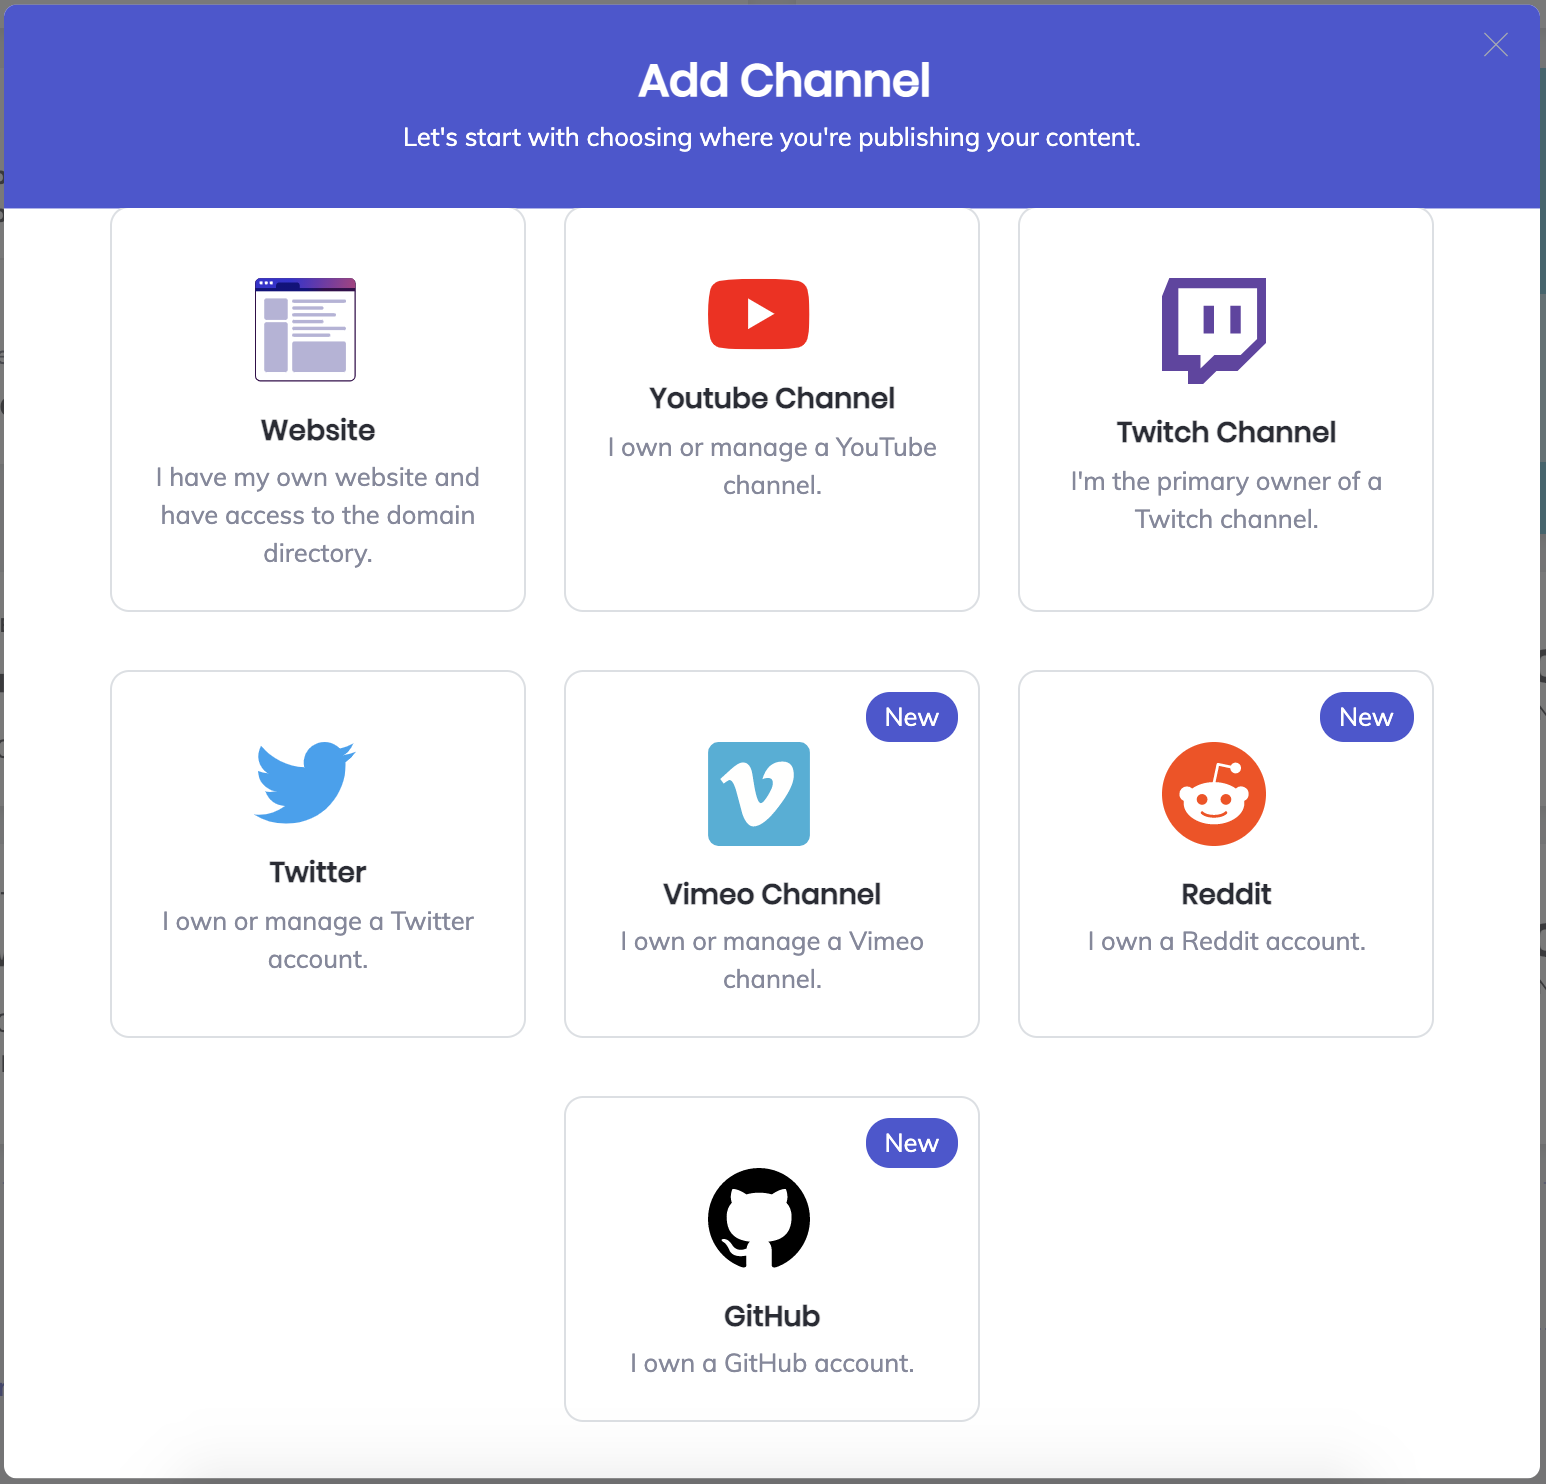 Add Channel
Let's start with choosing where you're publishing your content.
Website
I have my own website and
have access to the domain
directory.
Youtube Channel
I own or manage a YouTube
channel.
Twitch Channel
I'm the primary owner of a
Twitch channel.
Twitter
I own or manage a Twitter
account.
New
Vimeo Channel
I own or manage a Vimeo
channel.
New
Reddit
I own a Reddit account.
New
GitHub
I own a GitHub account.